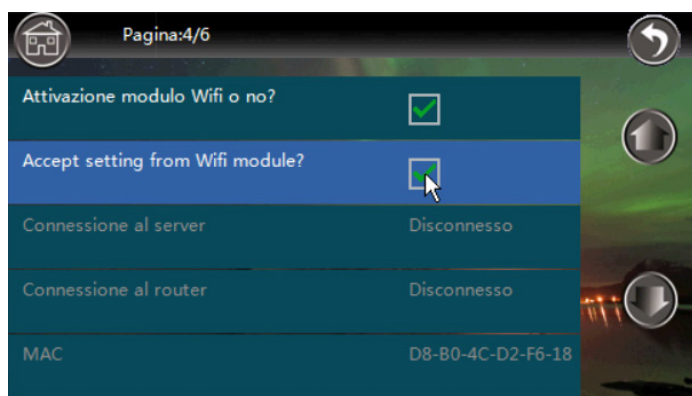 Pagina:4/6
Attivazione modulo Wifi o no?
Accept setting from Wifi module?
Connessione al server Disconnesso
Connessione al router Disconnesso
MAC D8-B0-4C-D2-F6-18